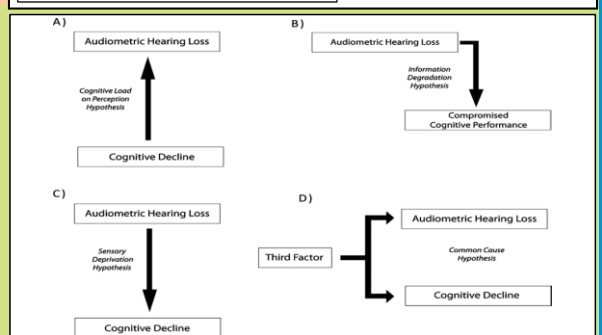 A)
Audiometric Hearing Loss
Cognitive Load
on Perception
Hypothesis
Cognitive Decline
B)
Audiometric Hearing Loss
Information
Degradation
Hypothesis
Compromised
Cognitive Performance
C)
Audiometric Hearing Loss
Sensory
Deprivation
Hypothesis
Cognitive Decline
D)
Third Factor
Audiometric Hearing Loss
Common Cause
Hypothesis
Cognitive Decline